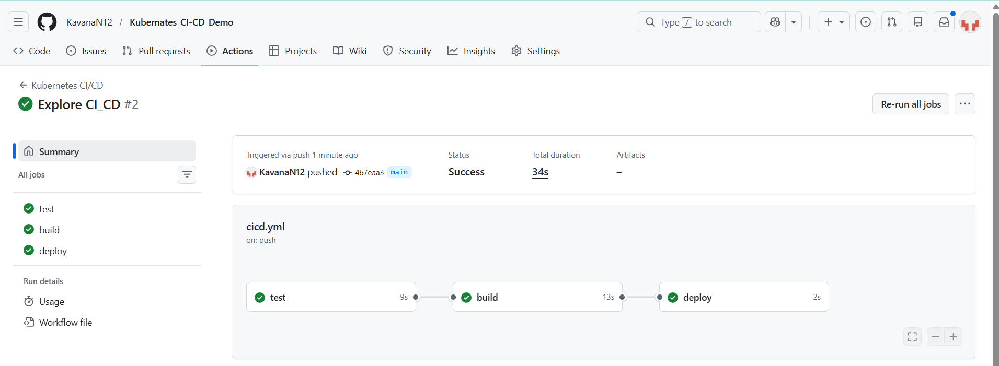 KavanaN12 / Kubernates_CI-CD_Demo
Type / to search
Code Issues Pull requests Actions Projects Wiki Security Insights Settings
Kubernetes CI/CD
Explore CI_CD #2
Re-run all jobs
Summary
All jobs
test
build
deploy
Run details
Usage
Workflow file
Triggered via push 1 minute ago
KavanaN12 pushed 467eaa3 main
Status
Success
Total duration
34s
Artifacts
–
cicd.yml
on: push
test 9s
build 13s
deploy 2s